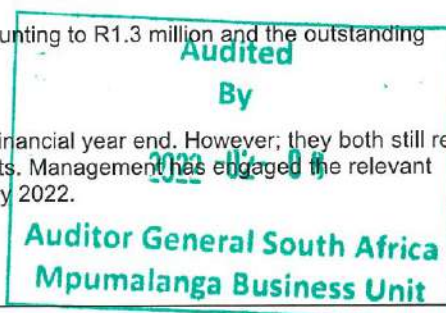 unting to R1.3 million and the outstanding
Audited
By
inancial year end. However; they both still re
ts. Management has engaged the relevant
y 2022.
2022
Auditor General South Africa
Mpumalanga Business Unit